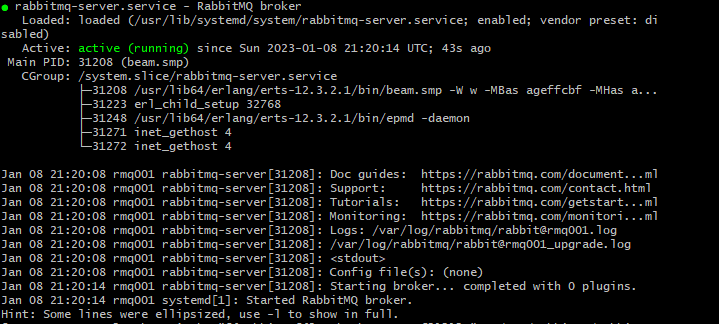 ● rabbitmq-server.service - RabbitMQ broker
   Loaded: loaded (/usr/lib/systemd/system/rabbitmq-server.service; enabled; vendor preset: di
sabled)
   Active: active (running) since Sun 2023-01-08 21:20:14 UTC; 43s ago
 Main PID: 31208 (beam.smp)
   CGroup: /system.slice/rabbitmq-server.service
           ├─31208 /usr/lib64/erlang/erts-12.3.2.1/bin/beam.smp -W w -MBas ageffcbf -MHas a...
           ├─31223 erl_child_setup 32768
           ├─31248 /usr/lib64/erlang/erts-12.3.2.1/bin/epmd -daemon
           ├─31271 inet_gethost 4
           └─31272 inet_gethost 4
Jan 08 21:20:08 rmq001 rabbitmq-server[31208]: Doc guides:  https://rabbitmq.com/document...ml
Jan 08 21:20:08 rmq001 rabbitmq-server[31208]: Support:     https://rabbitmq.com/contact.html
Jan 08 21:20:08 rmq001 rabbitmq-server[31208]: Tutorials:   https://rabbitmq.com/getstart...ml
Jan 08 21:20:08 rmq001 rabbitmq-server[31208]: Monitoring:  https://rabbitmq.com/monitori...ml
Jan 08 21:20:08 rmq001 rabbitmq-server[31208]: Logs: /var/log/rabbitmq/rabbit@rmq001.log
Jan 08 21:20:08 rmq001 rabbitmq-server[31208]: /var/log/rabbitmq/rabbit@rmq001_upgrade.log
Jan 08 21:20:08 rmq001 rabbitmq-server[31208]: <stdout>
Jan 08 21:20:08 rmq001 rabbitmq-server[31208]: Config file(s): (none)
Jan 08 21:20:14 rmq001 rabbitmq-server[31208]: Starting broker... completed with 0 plugins.
Jan 08 21:20:14 rmq001 systemd[1]: Started RabbitMQ broker.
Hint: Some lines were ellipsized, use -l to show in full.